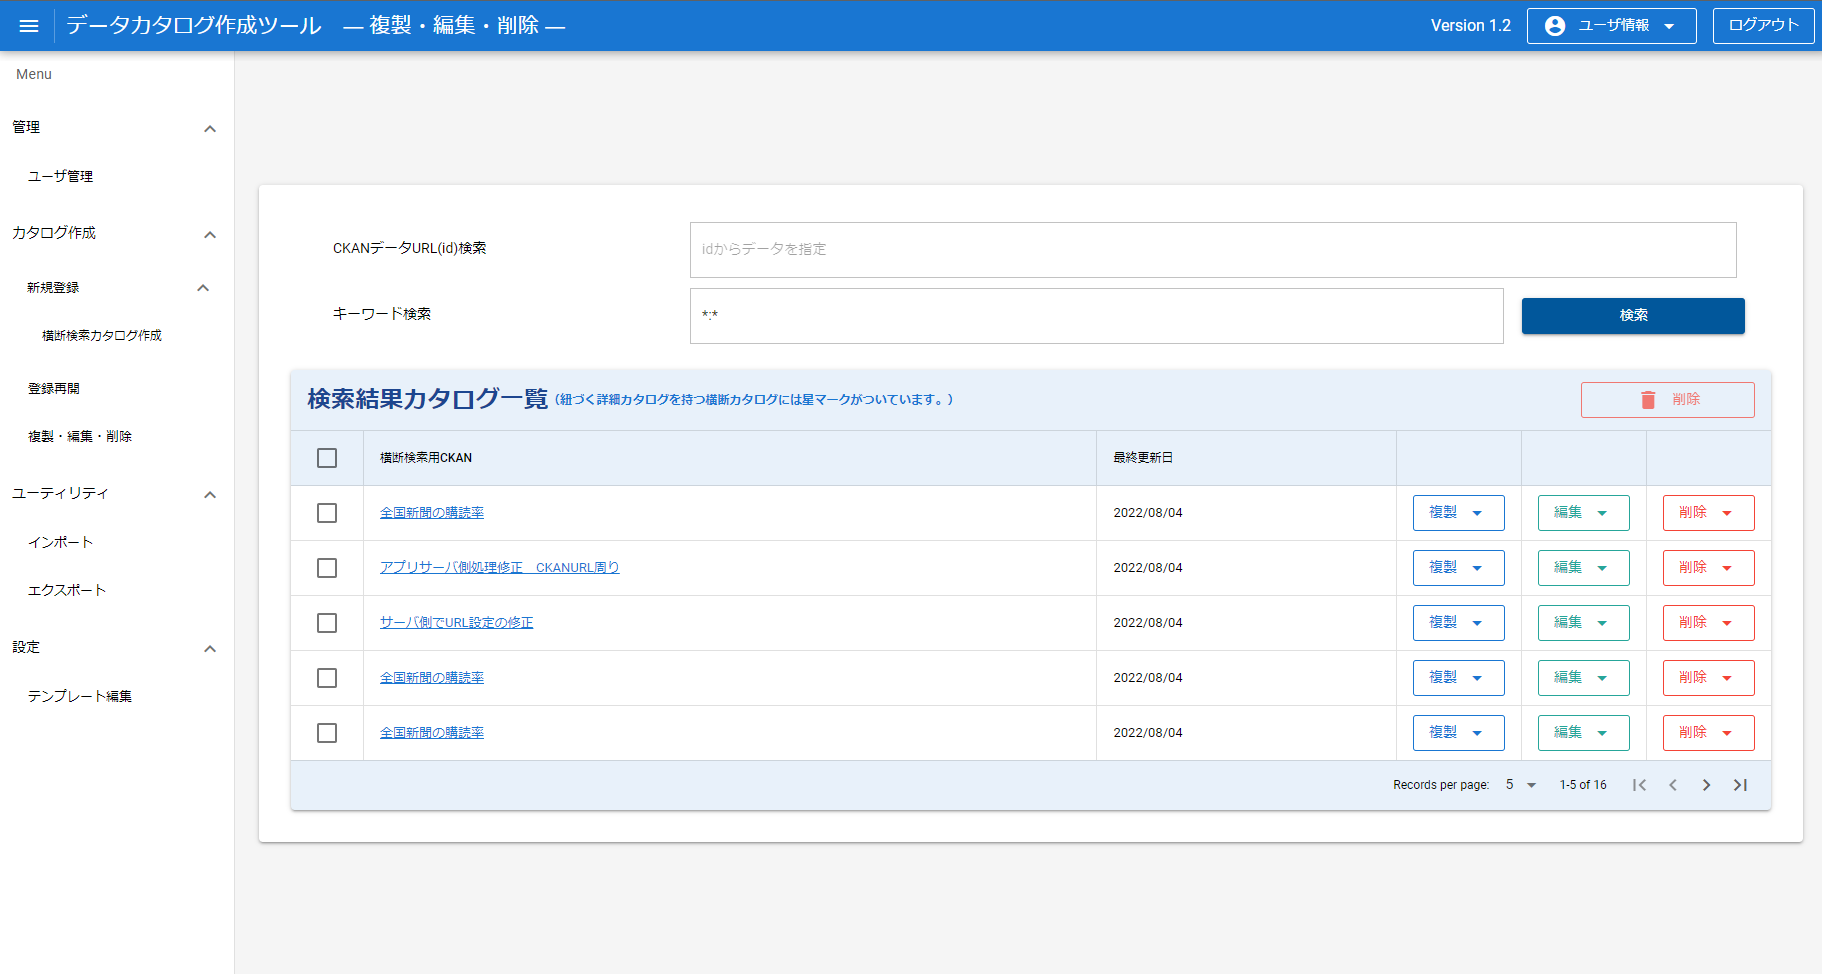 データカタログ作成ツール ― 複製・編集・削除 ―
Version 1.2
ユーザ情報
ログアウト
Menu
管理
ユーザ管理
カタログ作成
新規登録
横断検索カタログ作成
登録再開
複製・編集・削除
ユーティリティ
インポート
エクスポート
設定
テンプレート編集
CKANデータURL(id)検索
idからデータを指定
キーワード検索
*:*
検索
検索結果カタログ一覧 (紐づく詳細カタログを持つ横断カタログには星マークがついています。)
削除
横断検索用CKAN 最終更新日
全国新聞の購読率 2022/08/04 複製 編集 削除
アプリサーバ側処理修正　CKANURL周り 2022/08/04 複製 編集 削除
サーバ側でURL設定の修正 2022/08/04 複製 編集 削除
全国新聞の購読率 2022/08/04 複製 編集 削除
全国新聞の購読率 2022/08/04 複製 編集 削除
Records per page: 5 1-5 of 16